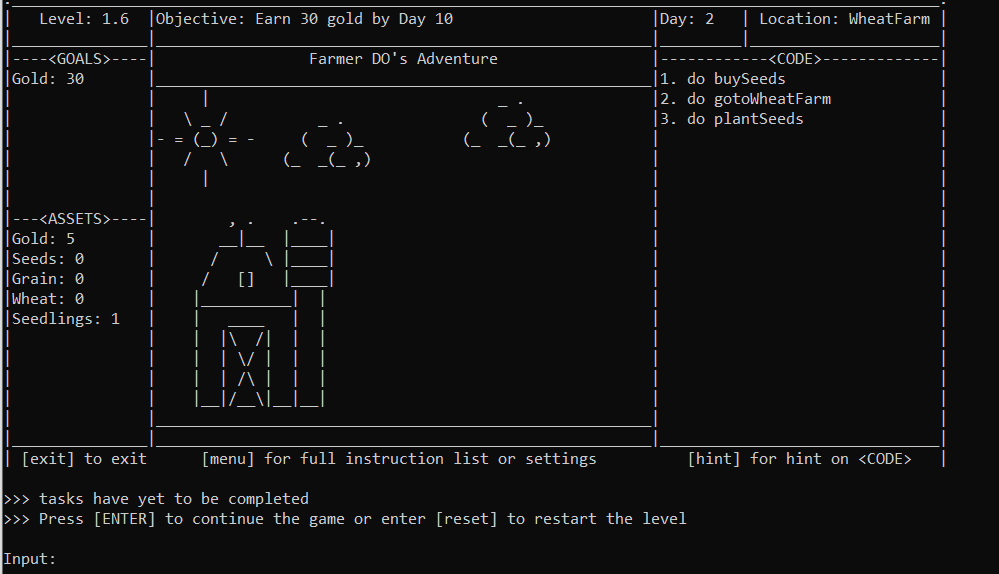 Level: 1.6
Objective: Earn 30 gold by Day 10
Day: 2
Location: WheatFarm
----<GOALS>----
Farmer DO's Adventure
------------<CODE>-------------
Gold: 30
1. do buySeeds
2. do gotoWheatFarm
3. do plantSeeds
---<ASSETS>----
Gold: 5
Seeds: 0
Grain: 0
Wheat: 0
Seedlings: 1
[exit] to exit
[menu] for full instruction list or settings
[hint] for hint on <CODE>
>>> tasks have yet to be completed
>>> Press [ENTER] to continue the game or enter [reset] to restart the level
Input: